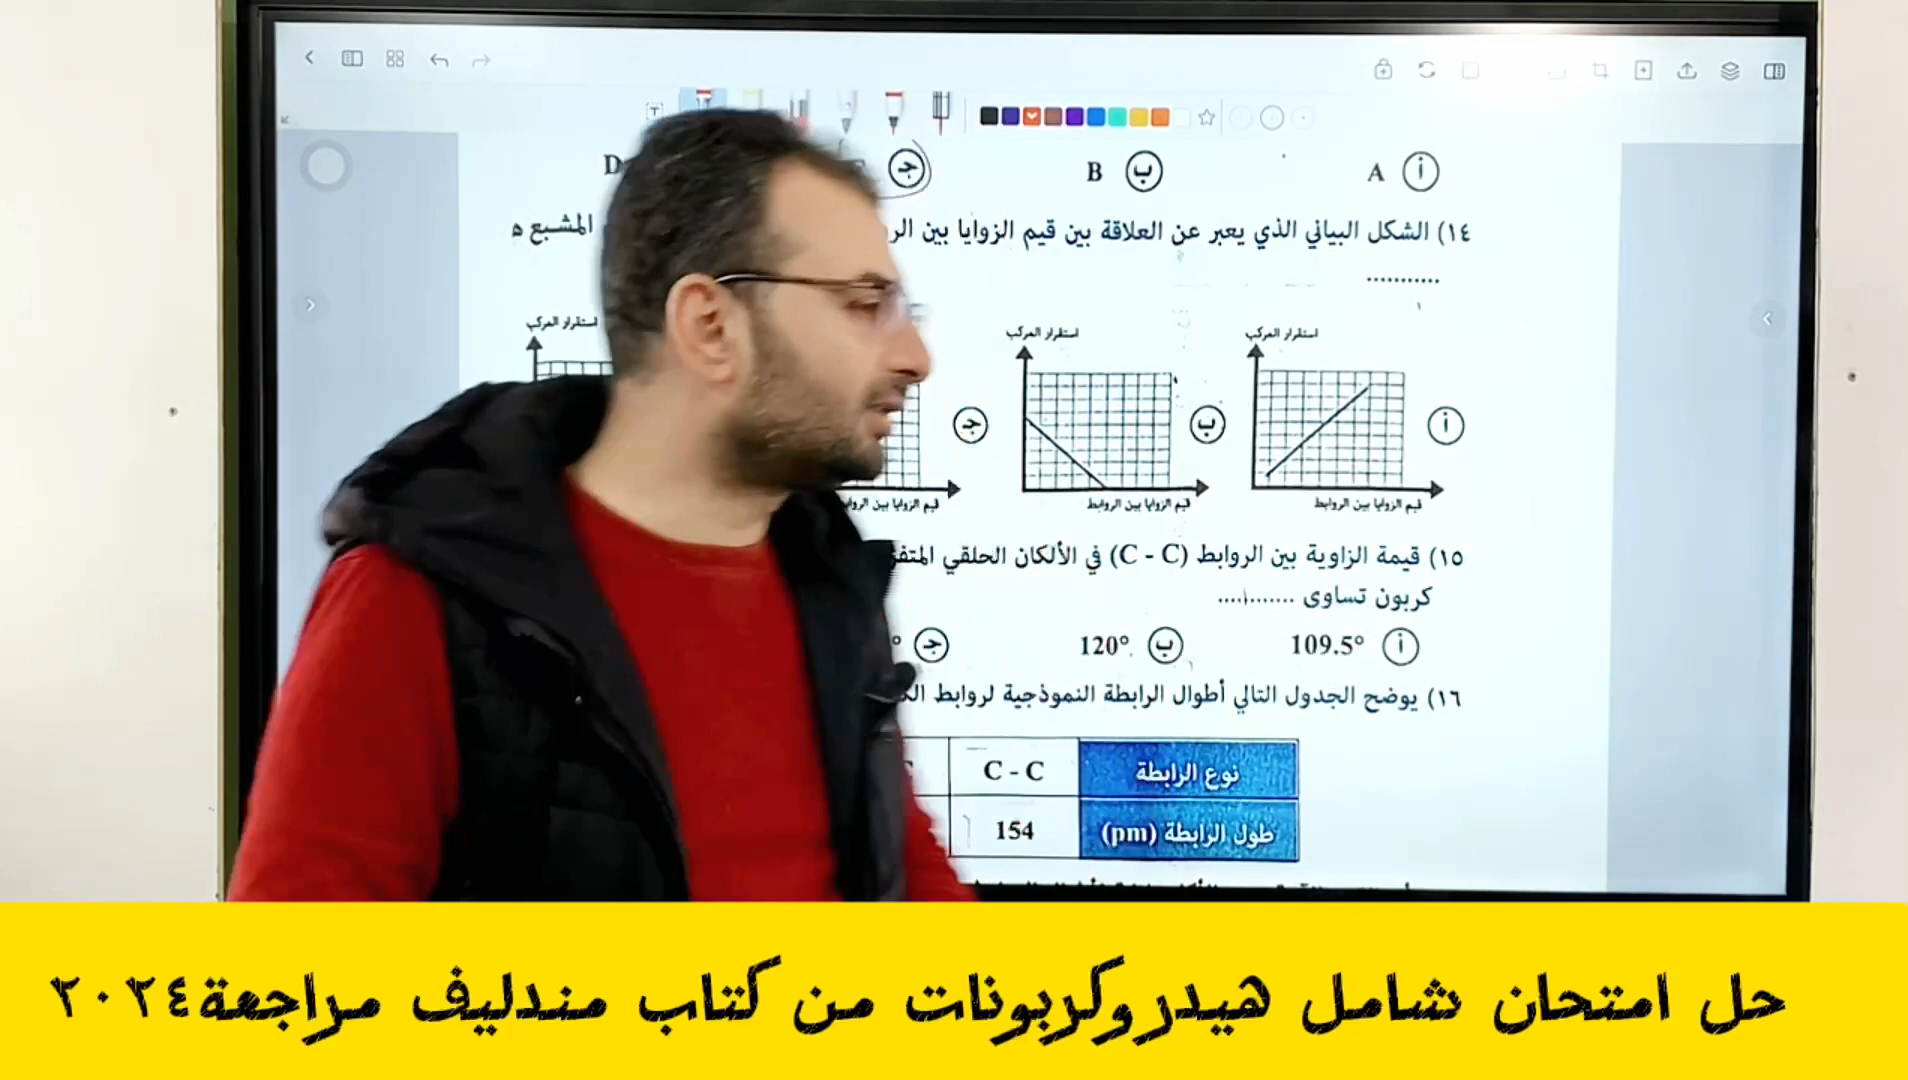 أ A ب B ج D
١٤) الشكل البياني الذي يعبر عن العلاقة بين قيم الزوايا بين المشبع
...........
استقرار المركب استقرار المركب استقرار المركب
أ ب ج
قيم الزوايا بين الروابط قيم الزوايا بين الروابط قيم الزوايا بين
١٥) قيمة الزاوية بين الروابط (C - C) في الألكان الحلقي
كربون تساوى ...........
أ 109.5° ب 120° ج °
١٦) يوضح الجدول التالي أطوال الرابطة النموذجية لروابط
نوع الرابطة C - C
طول الرابطة (pm) 154
حل امتحان شامل هيدروكربونات من كتاب مندليف مراجعة ٢٠٢٤